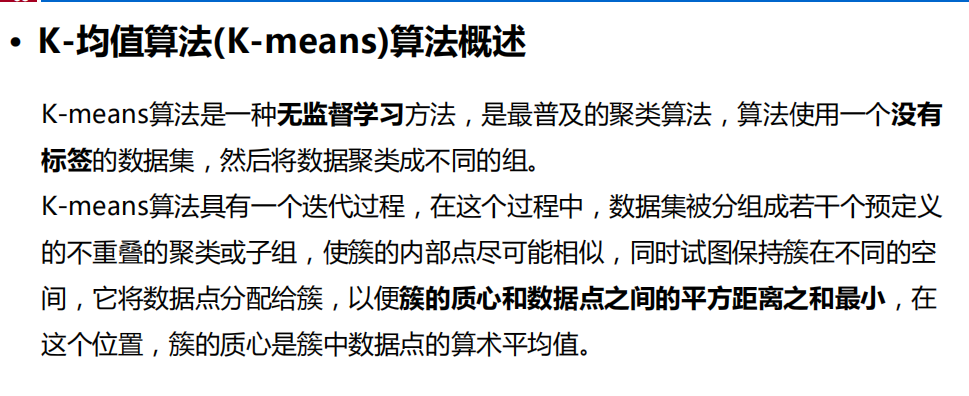 • K-均值算法(K-means)算法概述
K-means算法是一种无监督学习方法，是最普及的聚类算法，算法使用一个没有
标签的数据集，然后将数据聚类成不同的组。
K-means算法具有一个迭代过程，在这个过程中，数据集被分组成若干个预定义
的不重叠的聚类或子组，使簇的内部点尽可能相似，同时试图保持簇在不同的空
间，它将数据点分配给簇，以便簇的质心和数据点之间的平方距离之和最小，在
这个位置，簇的质心是簇中数据点的算术平均值。